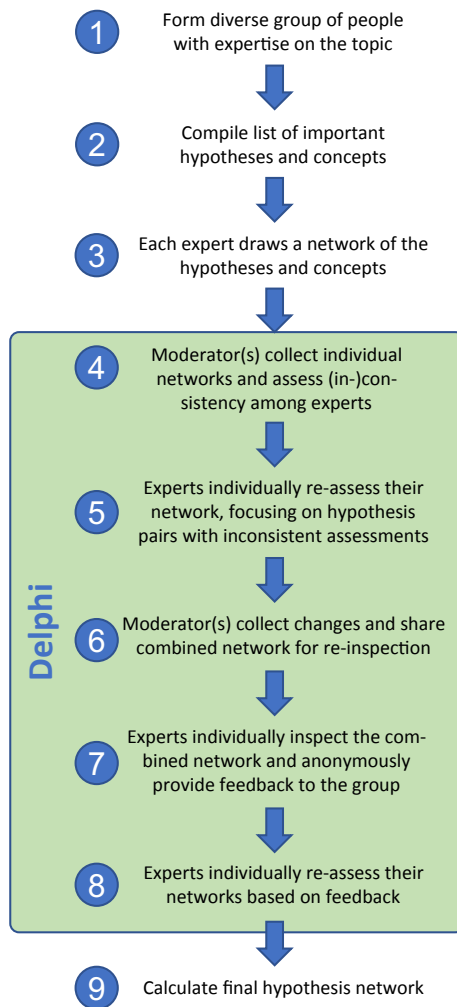 1
Form diverse group of people
with expertise on the topic
2
Compile list of important
hypotheses and concepts
3
Each expert draws a network of the
hypotheses and concepts
Delphi
4
Moderator(s) collect individual
networks and assess (in-)con-
sistency among experts
5
Experts individually re-assess their
network, focusing on hypothesis
pairs with inconsistent assessments
6
Moderator(s) collect changes and share
combined network for re-inspection
7
Experts individually inspect the com-
bined network and anonymously
provide feedback to the group
8
Experts individually re-assess their
networks based on feedback
9
Calculate final hypothesis network